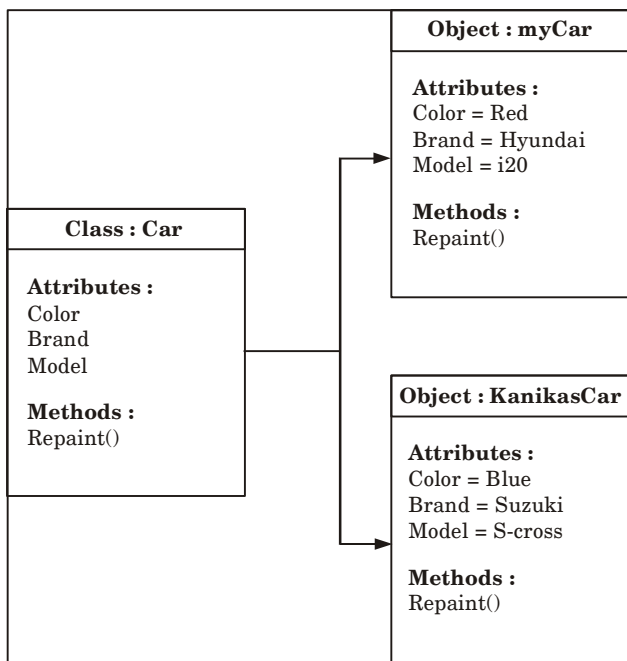 Object : myCar
Attributes :
Color = Red
Brand = Hyundai
Model = i20
Methods :
Repaint()
Class : Car
Attributes :
Color
Brand
Model
Methods :
Repaint()
Object : KanikasCar
Attributes :
Color = Blue
Brand = Suzuki
Model = S-cross
Methods :
Repaint()